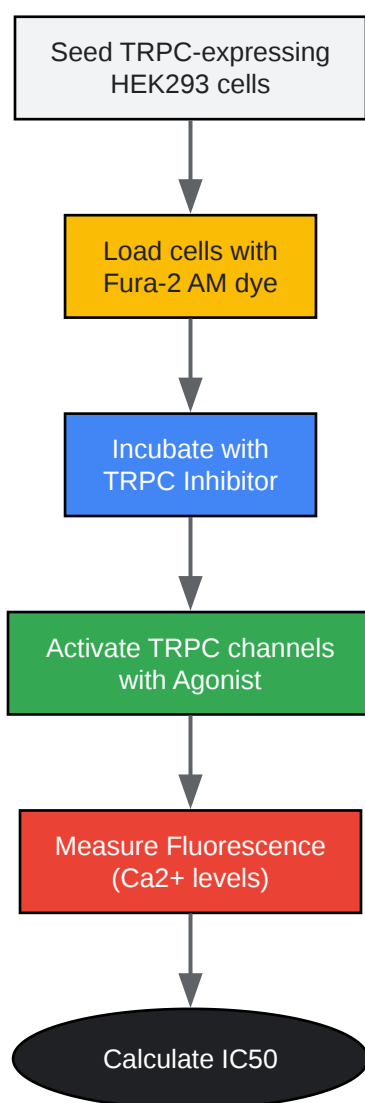 Seed TRPC-expressing
HEK293 cells
Load cells with
Fura-2 AM dye
Incubate with
TRPC Inhibitor
Activate TRPC channels
with Agonist
Measure Fluorescence
(Ca2+ levels)
Calculate IC50